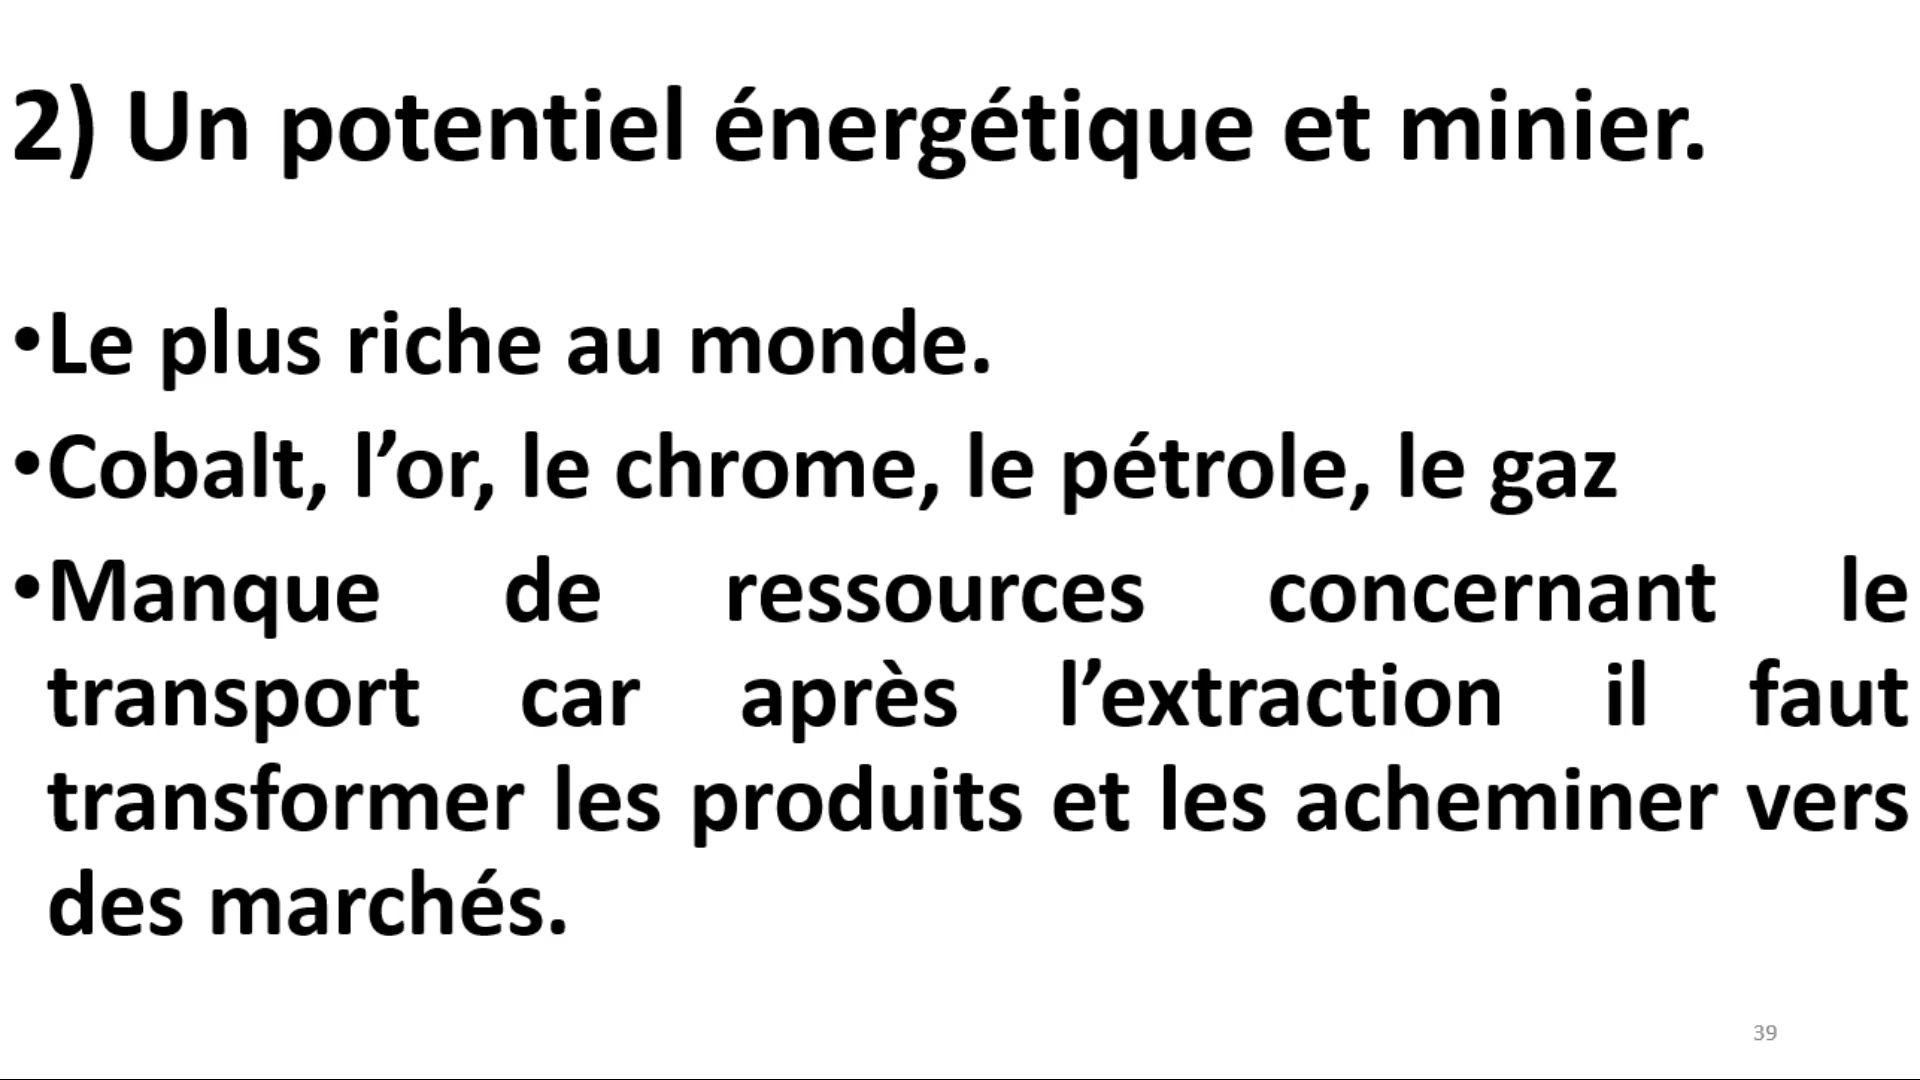 2) Un potentiel énergétique et minier.
•Le plus riche au monde.
•Cobalt, l’or, le chrome, le pétrole, le gaz
•Manque de ressources concernant le
transport car après l’extraction il faut
transformer les produits et les acheminer vers
des marchés.
39